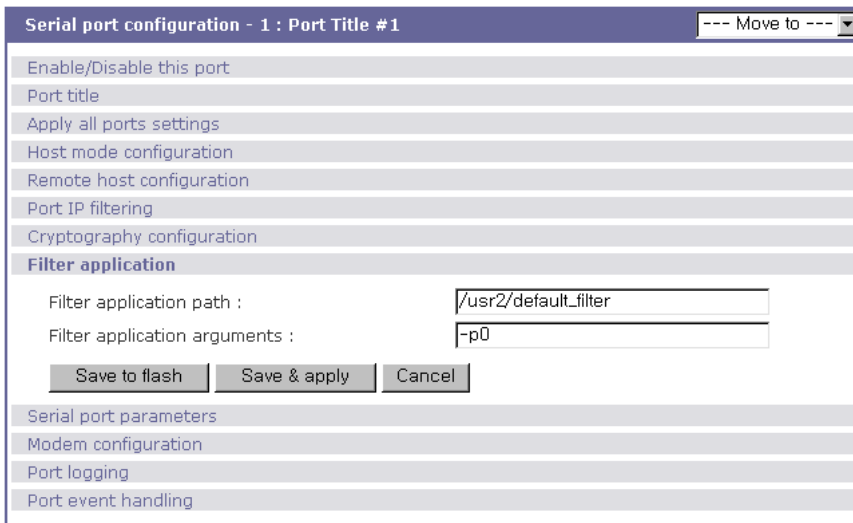 Serial port configuration - 1 : Port Title #1 --- Move to ---
Enable/Disable this port
Port title
Apply all ports settings
Host mode configuration
Remote host configuration
Port IP filtering
Cryptography configuration
Filter application
Filter application path : /usr2/default_filter
Filter application arguments : -p0
Save to flash Save & apply Cancel
Serial port parameters
Modem configuration
Port logging
Port event handling